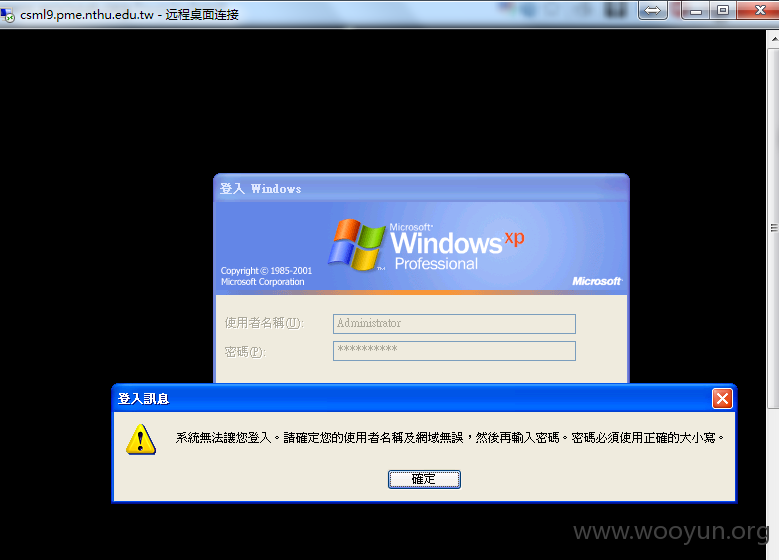 csml9.pme.nthu.edu.tw - 远程桌面连接
登入 Windows
Microsoft®
Windows xp
Professional
Copyright © 1985-2001
Microsoft Corporation
Microsoft
使用者名稱(U):
Administrator
密碼(P):
**********
登入訊息
系統無法讓您登入。請確定您的使用者名稱及網域無誤，然後再輸入密碼。密碼必須使用正確的大小寫。
確定
www.wooyun.org